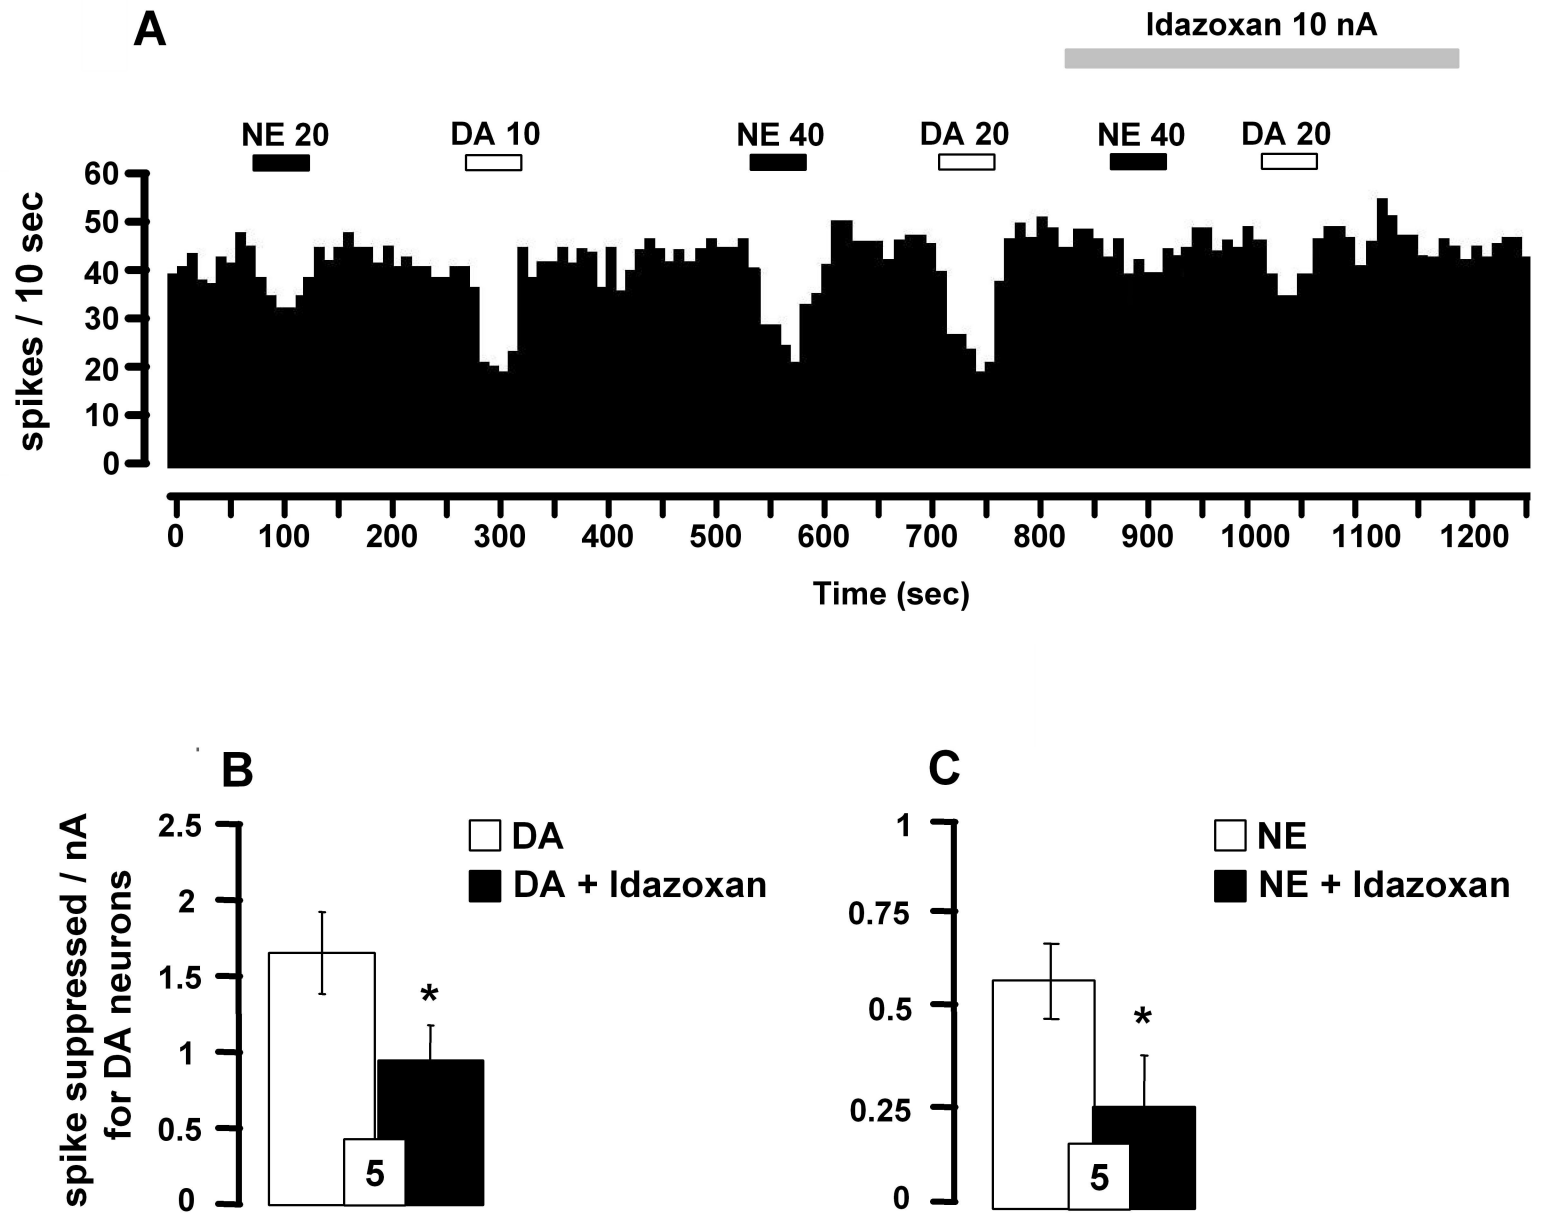 A
Idazoxan 10 nA
NE 20 DA 10 NE 40 DA 20 NE 40 DA 20
60
50
40
30
20
10
0
spikes / 10 sec
0 100 200 300 400 500 600 700 800 900 1000 1100 1200
Time (sec)
B
spike suppressed / nA
for DA neurons
2.5
2
1.5
1
0.5
0
DA
DA + Idazoxan
*
5
C
1
0.75
0.5
0.25
0
NE
NE + Idazoxan
*
5